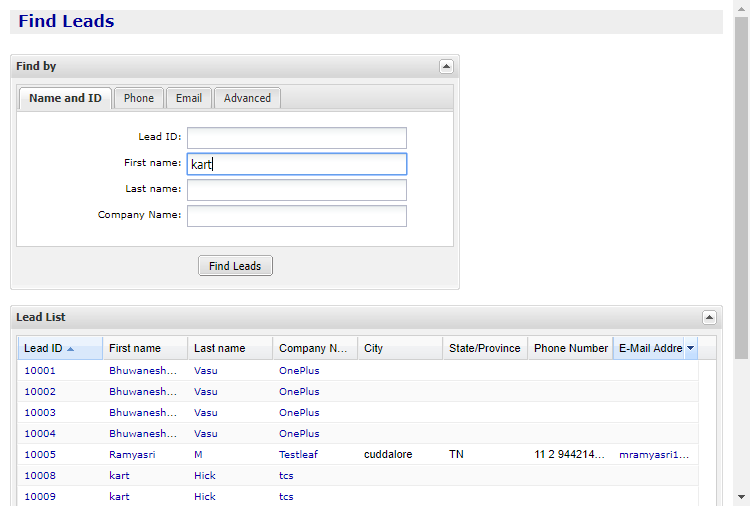 Find Leads
Find by
Name and ID Phone Email Advanced
Lead ID:
First name: kart
Last name:
Company Name:
Find Leads
Lead List
Lead ID First name Last name Company N... City State/Province Phone Number E-Mail Addre
10001 Bhuwanesh... Vasu OnePlus
10002 Bhuwanesh... Vasu OnePlus
10003 Bhuwanesh... Vasu OnePlus
10004 Bhuwanesh... Vasu OnePlus
10005 Ramyasri M Testleaf cuddalore TN 11 2 944214... mramyasri1...
10008 kart Hick tcs
10009 kart Hick tcs